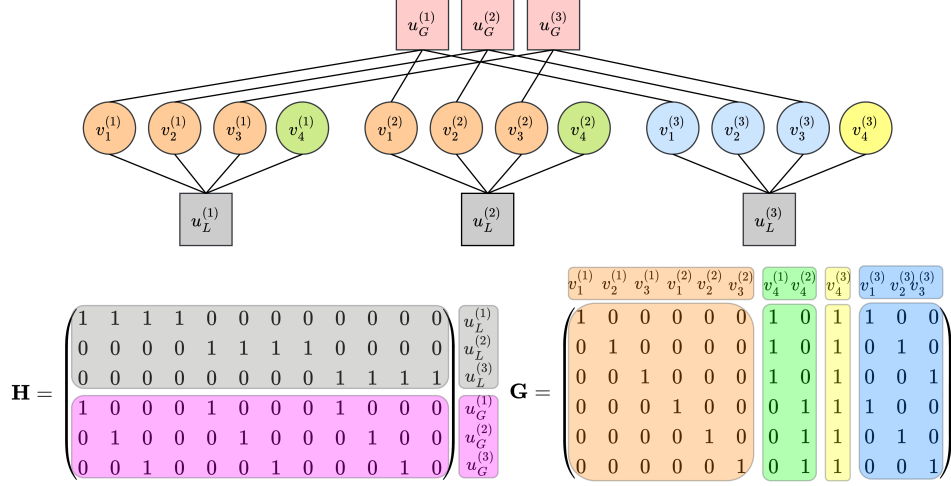 u_G^{(1)} u_G^{(2)} u_G^{(3)}
v_1^{(1)} v_2^{(1)} v_3^{(1)} v_4^{(1)} v_1^{(2)} v_2^{(2)} v_3^{(2)} v_4^{(2)} v_1^{(3)} v_2^{(3)} v_3^{(3)} v_4^{(3)}
u_L^{(1)} u_L^{(2)} u_L^{(3)}
H =
1 1 1 1 0 0 0 0 0 0 0 0 u_L^{(1)}
0 0 0 0 1 1 1 1 0 0 0 0 u_L^{(2)}
0 0 0 0 0 0 0 0 1 1 1 1 u_L^{(3)}
1 0 0 0 1 0 0 0 1 0 0 0 u_G^{(1)}
0 1 0 0 0 1 0 0 0 1 0 0 u_G^{(2)}
0 0 1 0 0 0 1 0 0 0 1 0 u_G^{(3)}
G =
v_1^{(1)} v_2^{(1)} v_3^{(1)} v_1^{(2)} v_2^{(2)} v_3^{(2)} v_4^{(1)} v_4^{(2)} v_4^{(3)} v_1^{(3)} v_2^{(3)} v_3^{(3)}
1 0 0 0 0 0 1 0 1 1 0 0
0 1 0 0 0 0 1 0 1 0 1 0
0 0 1 0 0 0 1 0 1 0 0 1
0 0 0 1 0 0 0 1 1 1 0 0
0 0 0 0 1 0 0 1 1 0 1 0
0 0 0 0 0 1 0 1 1 0 0 1